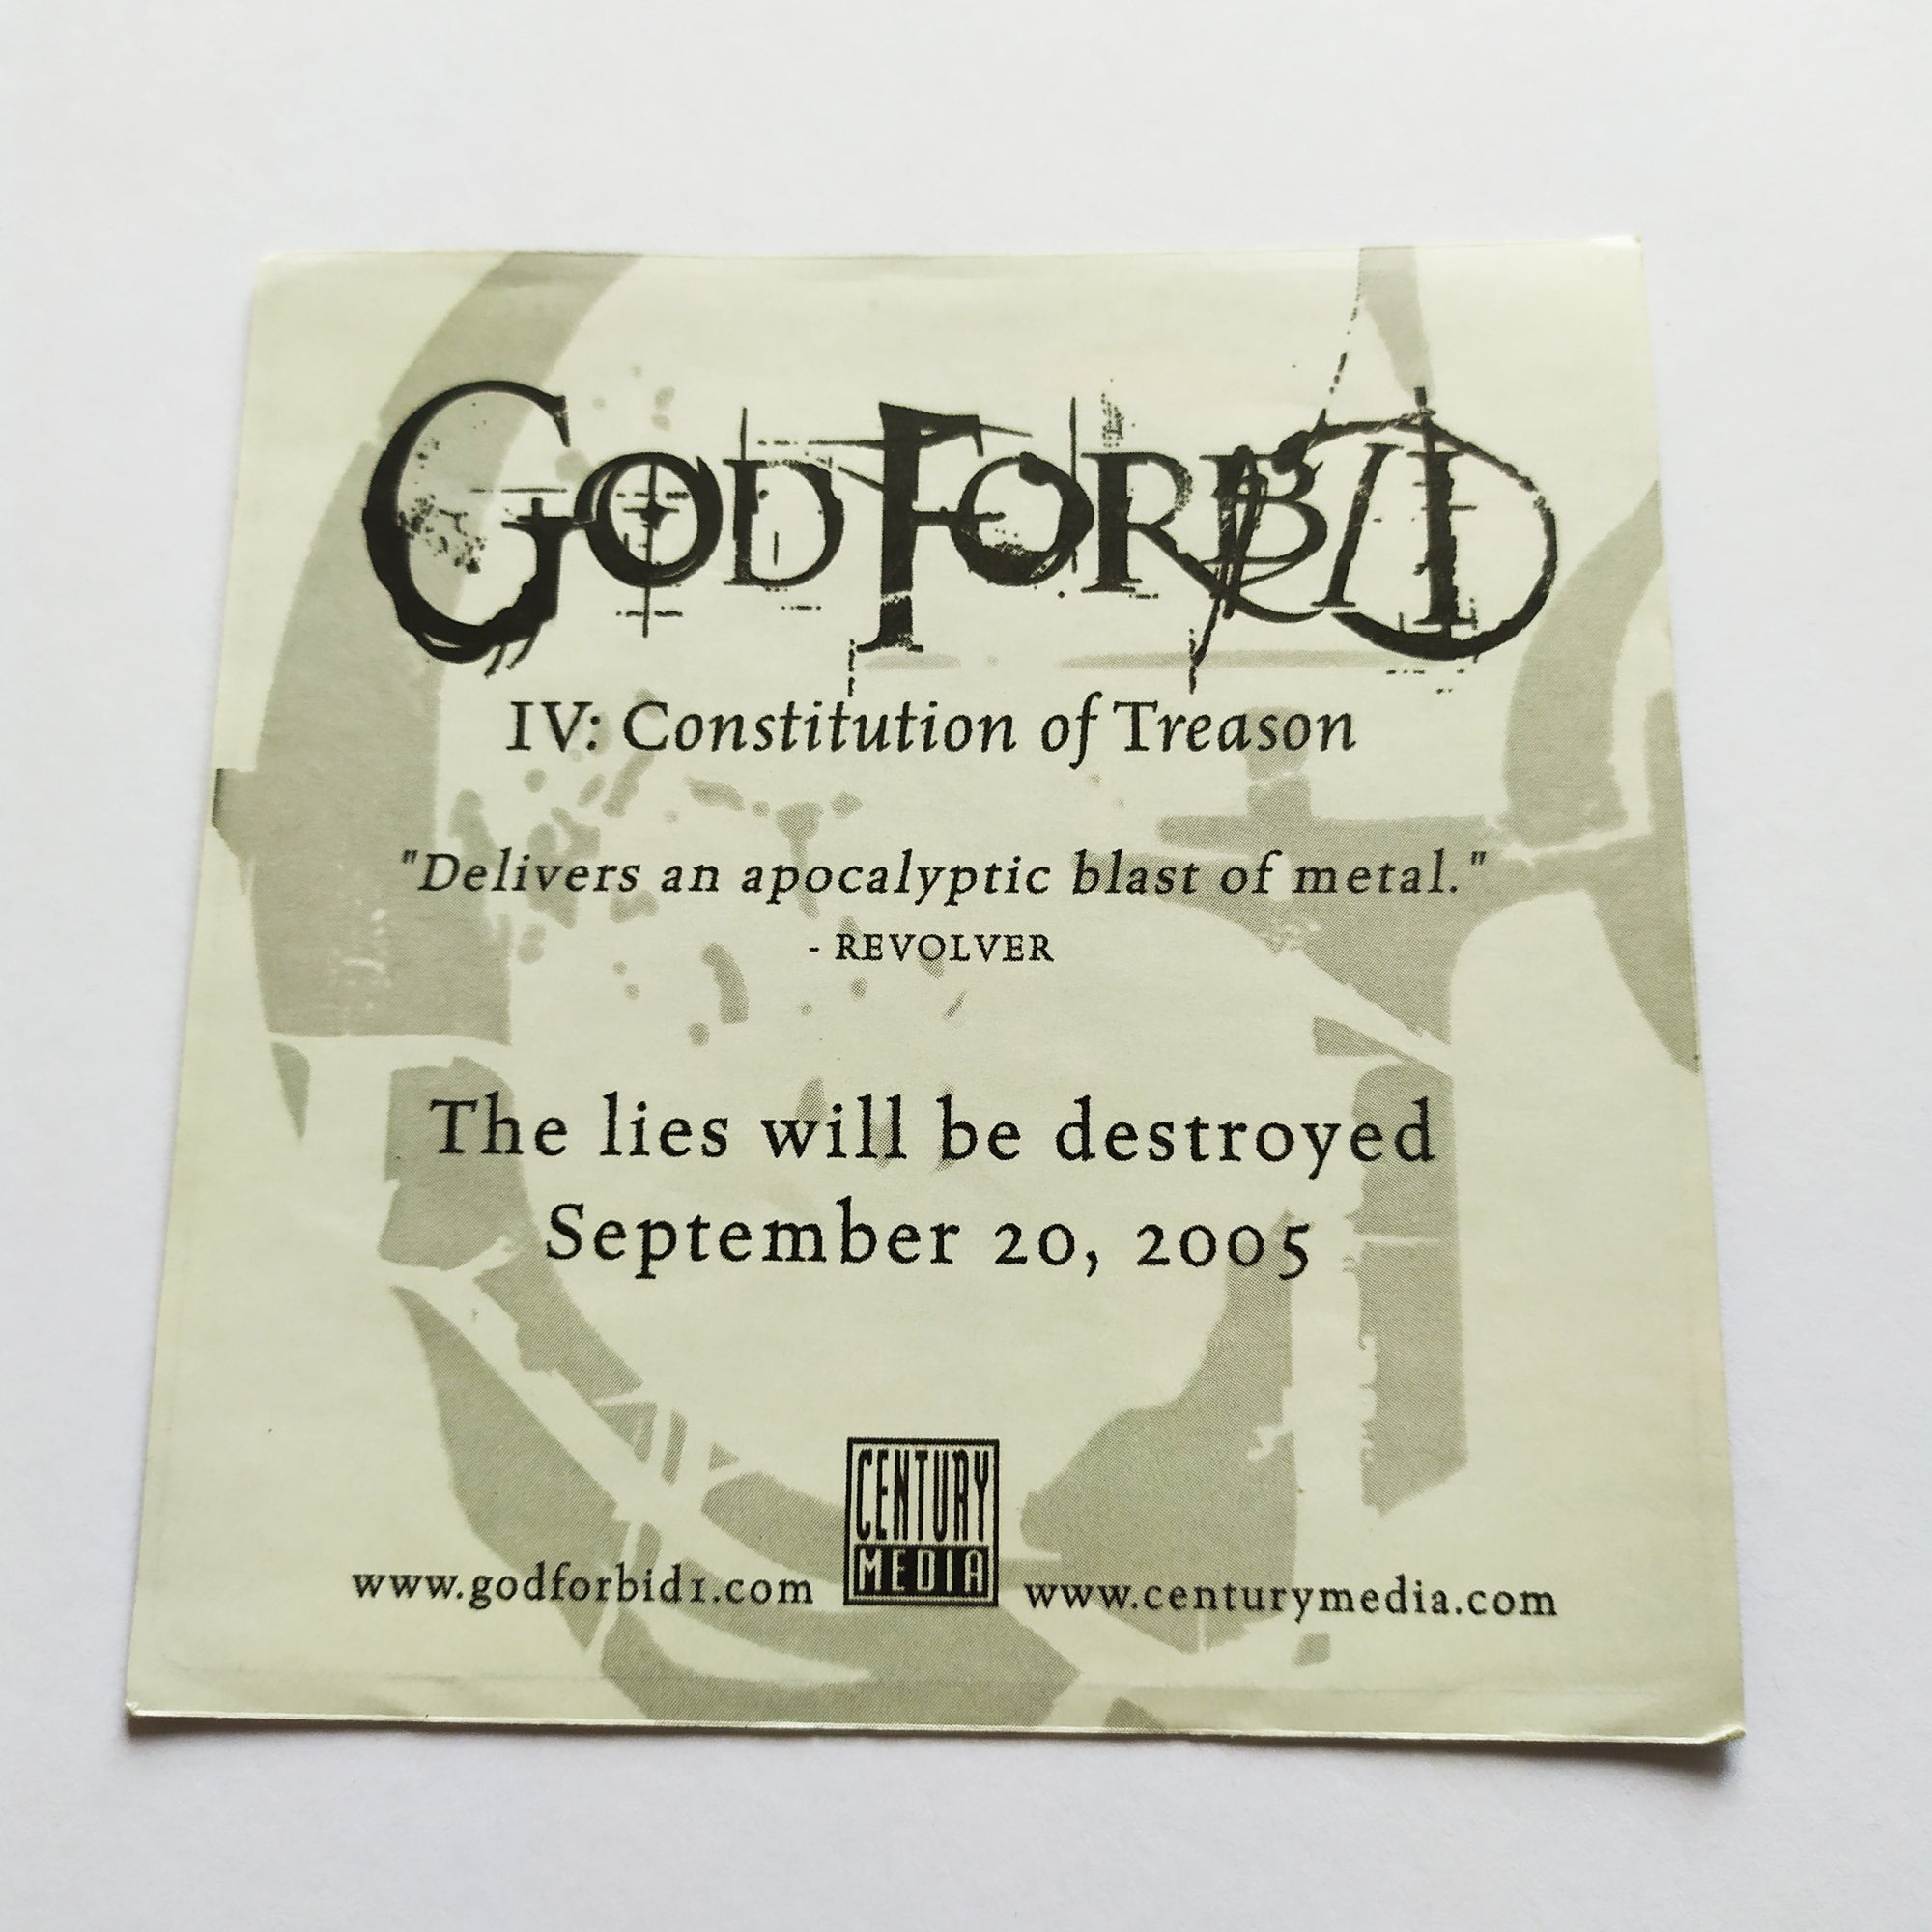 GOD FORBID
IV: Constitution of Treason
"Delivers an apocalyptic blast of metal."
- REVOLVER
The lies will be destroyed
September 20, 2005
CENTURY
MEDIA
www.godforbid1.com
www.centurymedia.com